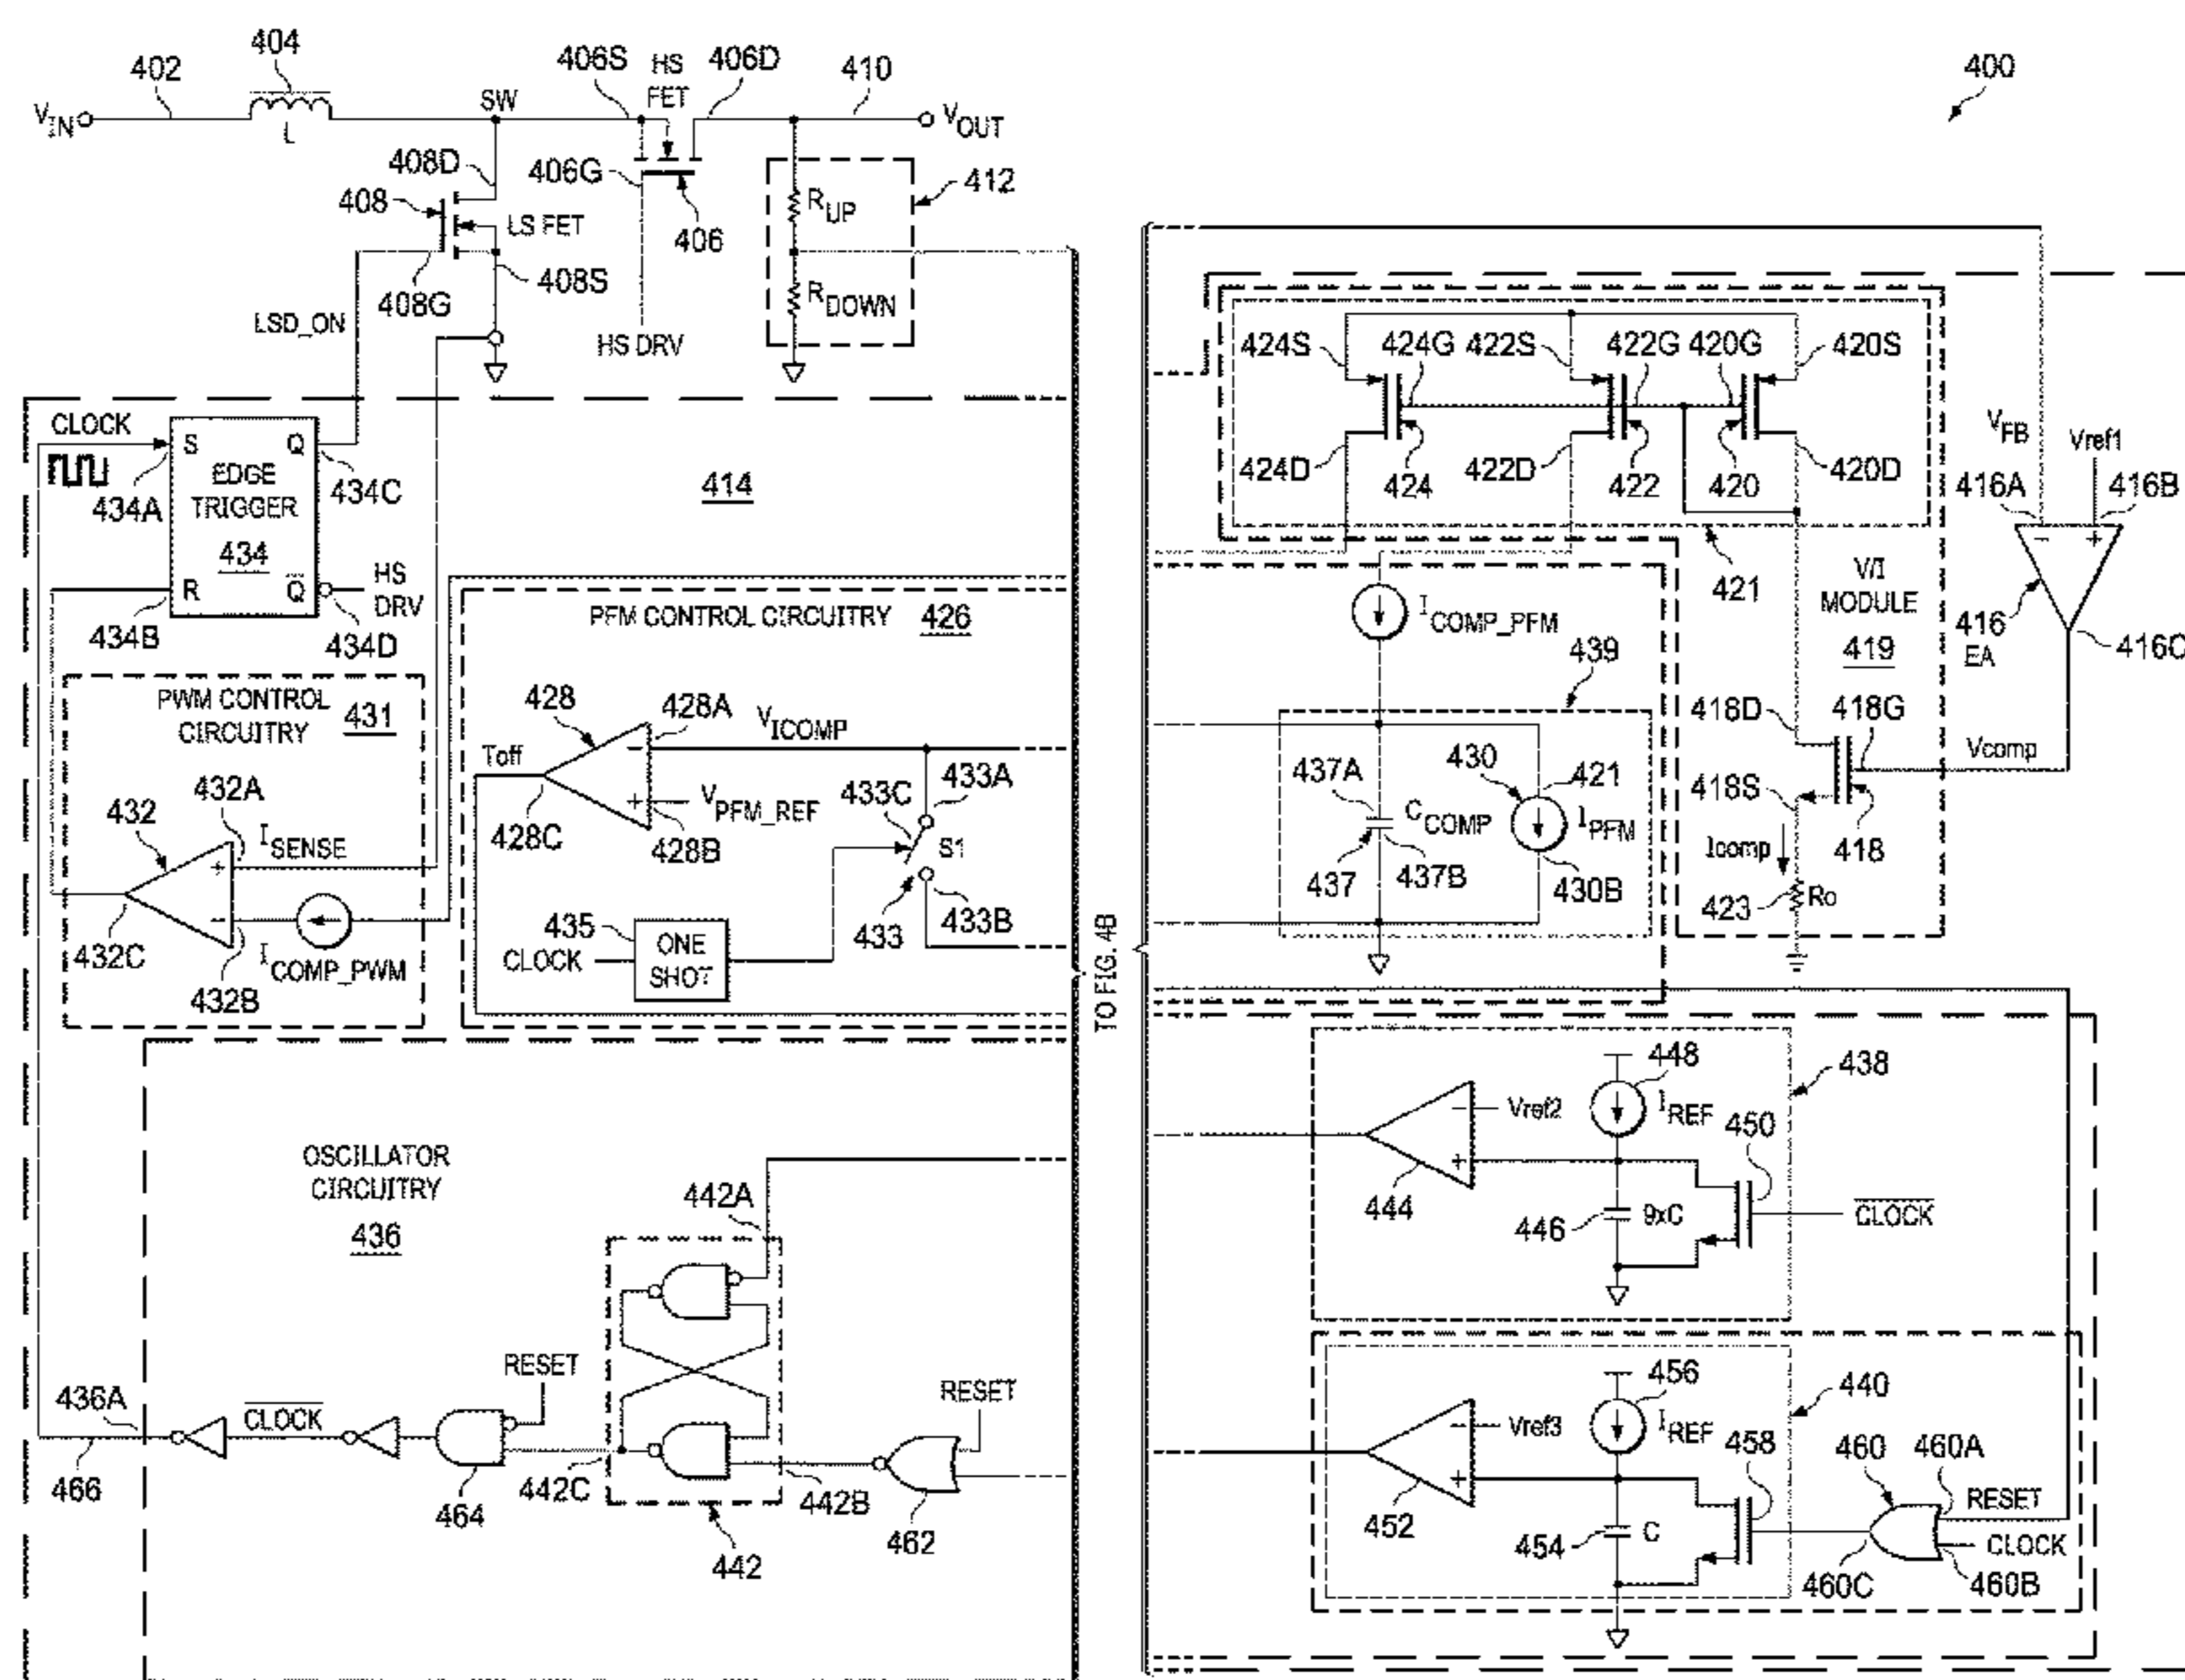 404
402
406S
HS
FET
406D
410
400
VIN
L
SW
VOUT
408D
406G
412
408
LS FET
406
RUP
408G
408S
RDOWN
LSD_ON
HS DRV
424S
424G
422S
422G
420G
420S
CLOCK
S
Q
434A
EDGE
TRIGGER
434
434C
R
Q
434B
HS
DRV
434D
414
424D
424
422D
422
420
420D
VFB
Vref1
416A
416B
421
V/I
MODULE
419
416
EA
416C
PFM CONTROL CIRCUITRY 426
ICOMP_PFM
439
PWM CONTROL
CIRCUITRY
431
428
428A
VICOMP
Toff
428C
VPFM_REF
428B
433C
433A
S1
433
433B
418D
418G
Vcomp
418S
Icomp
418
423
Ro
437A
430
421
CCOMP
IPFM
437
437B
430B
432
432A
ISENSE
432C
432B
ICOMP_PWM
435
CLOCK
ONE
SHOT
TO FIG. 4B
448
438
Vref2
IREF
450
444
446
9xC
CLOCK
OSCILLATOR
CIRCUITRY
436
442A
RESET
RESET
436A
CLOCK
466
464
442C
442B
462
442
456
440
Vref3
IREF
458
460
460A
RESET
452
454
C
CLOCK
460C
460B